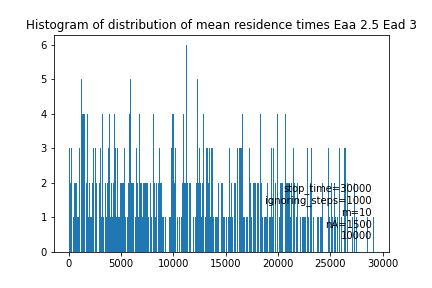 Histogram of distribution of mean residence times Eaa 2.5 Ead 3
6
5
4
3
2
1
0
stop_time=30000
ignoring_steps=1000
m=10
nA=1500
10000
0 5000 10000 15000 20000 25000 30000